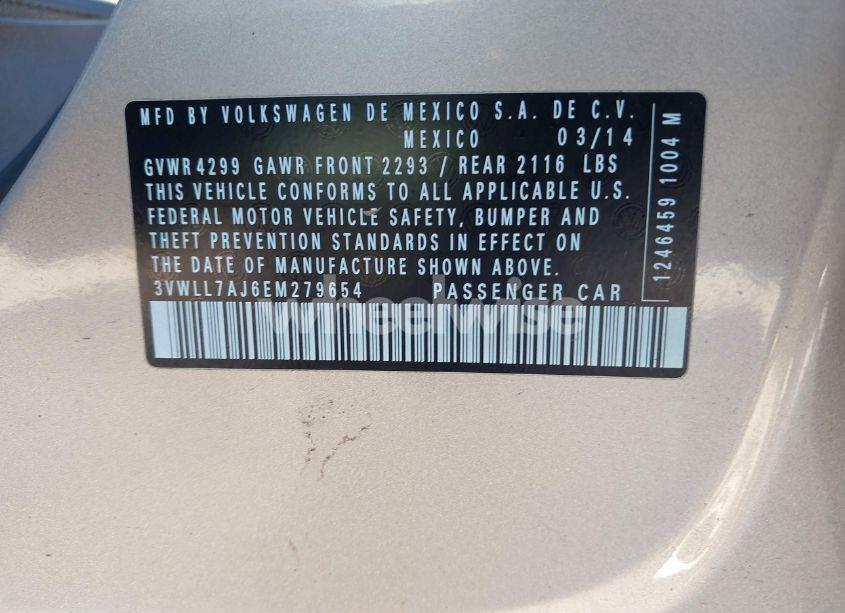 MFD BY VOLKSWAGEN DE MEXICO S.A. DE C.V.
MEXICO 03/14
GVWR 4299 GAWR FRONT 2293 / REAR 2116 LBS
THIS VEHICLE CONFORMS TO ALL APPLICABLE U.S.
FEDERAL MOTOR VEHICLE SAFETY, BUMPER AND
THEFT PREVENTION STANDARDS IN EFFECT ON
THE DATE OF MANUFACTURE SHOWN ABOVE.
3VWLL7AJ6EM279654 PASSENGER CAR
1246459 1004 M
wheelwise